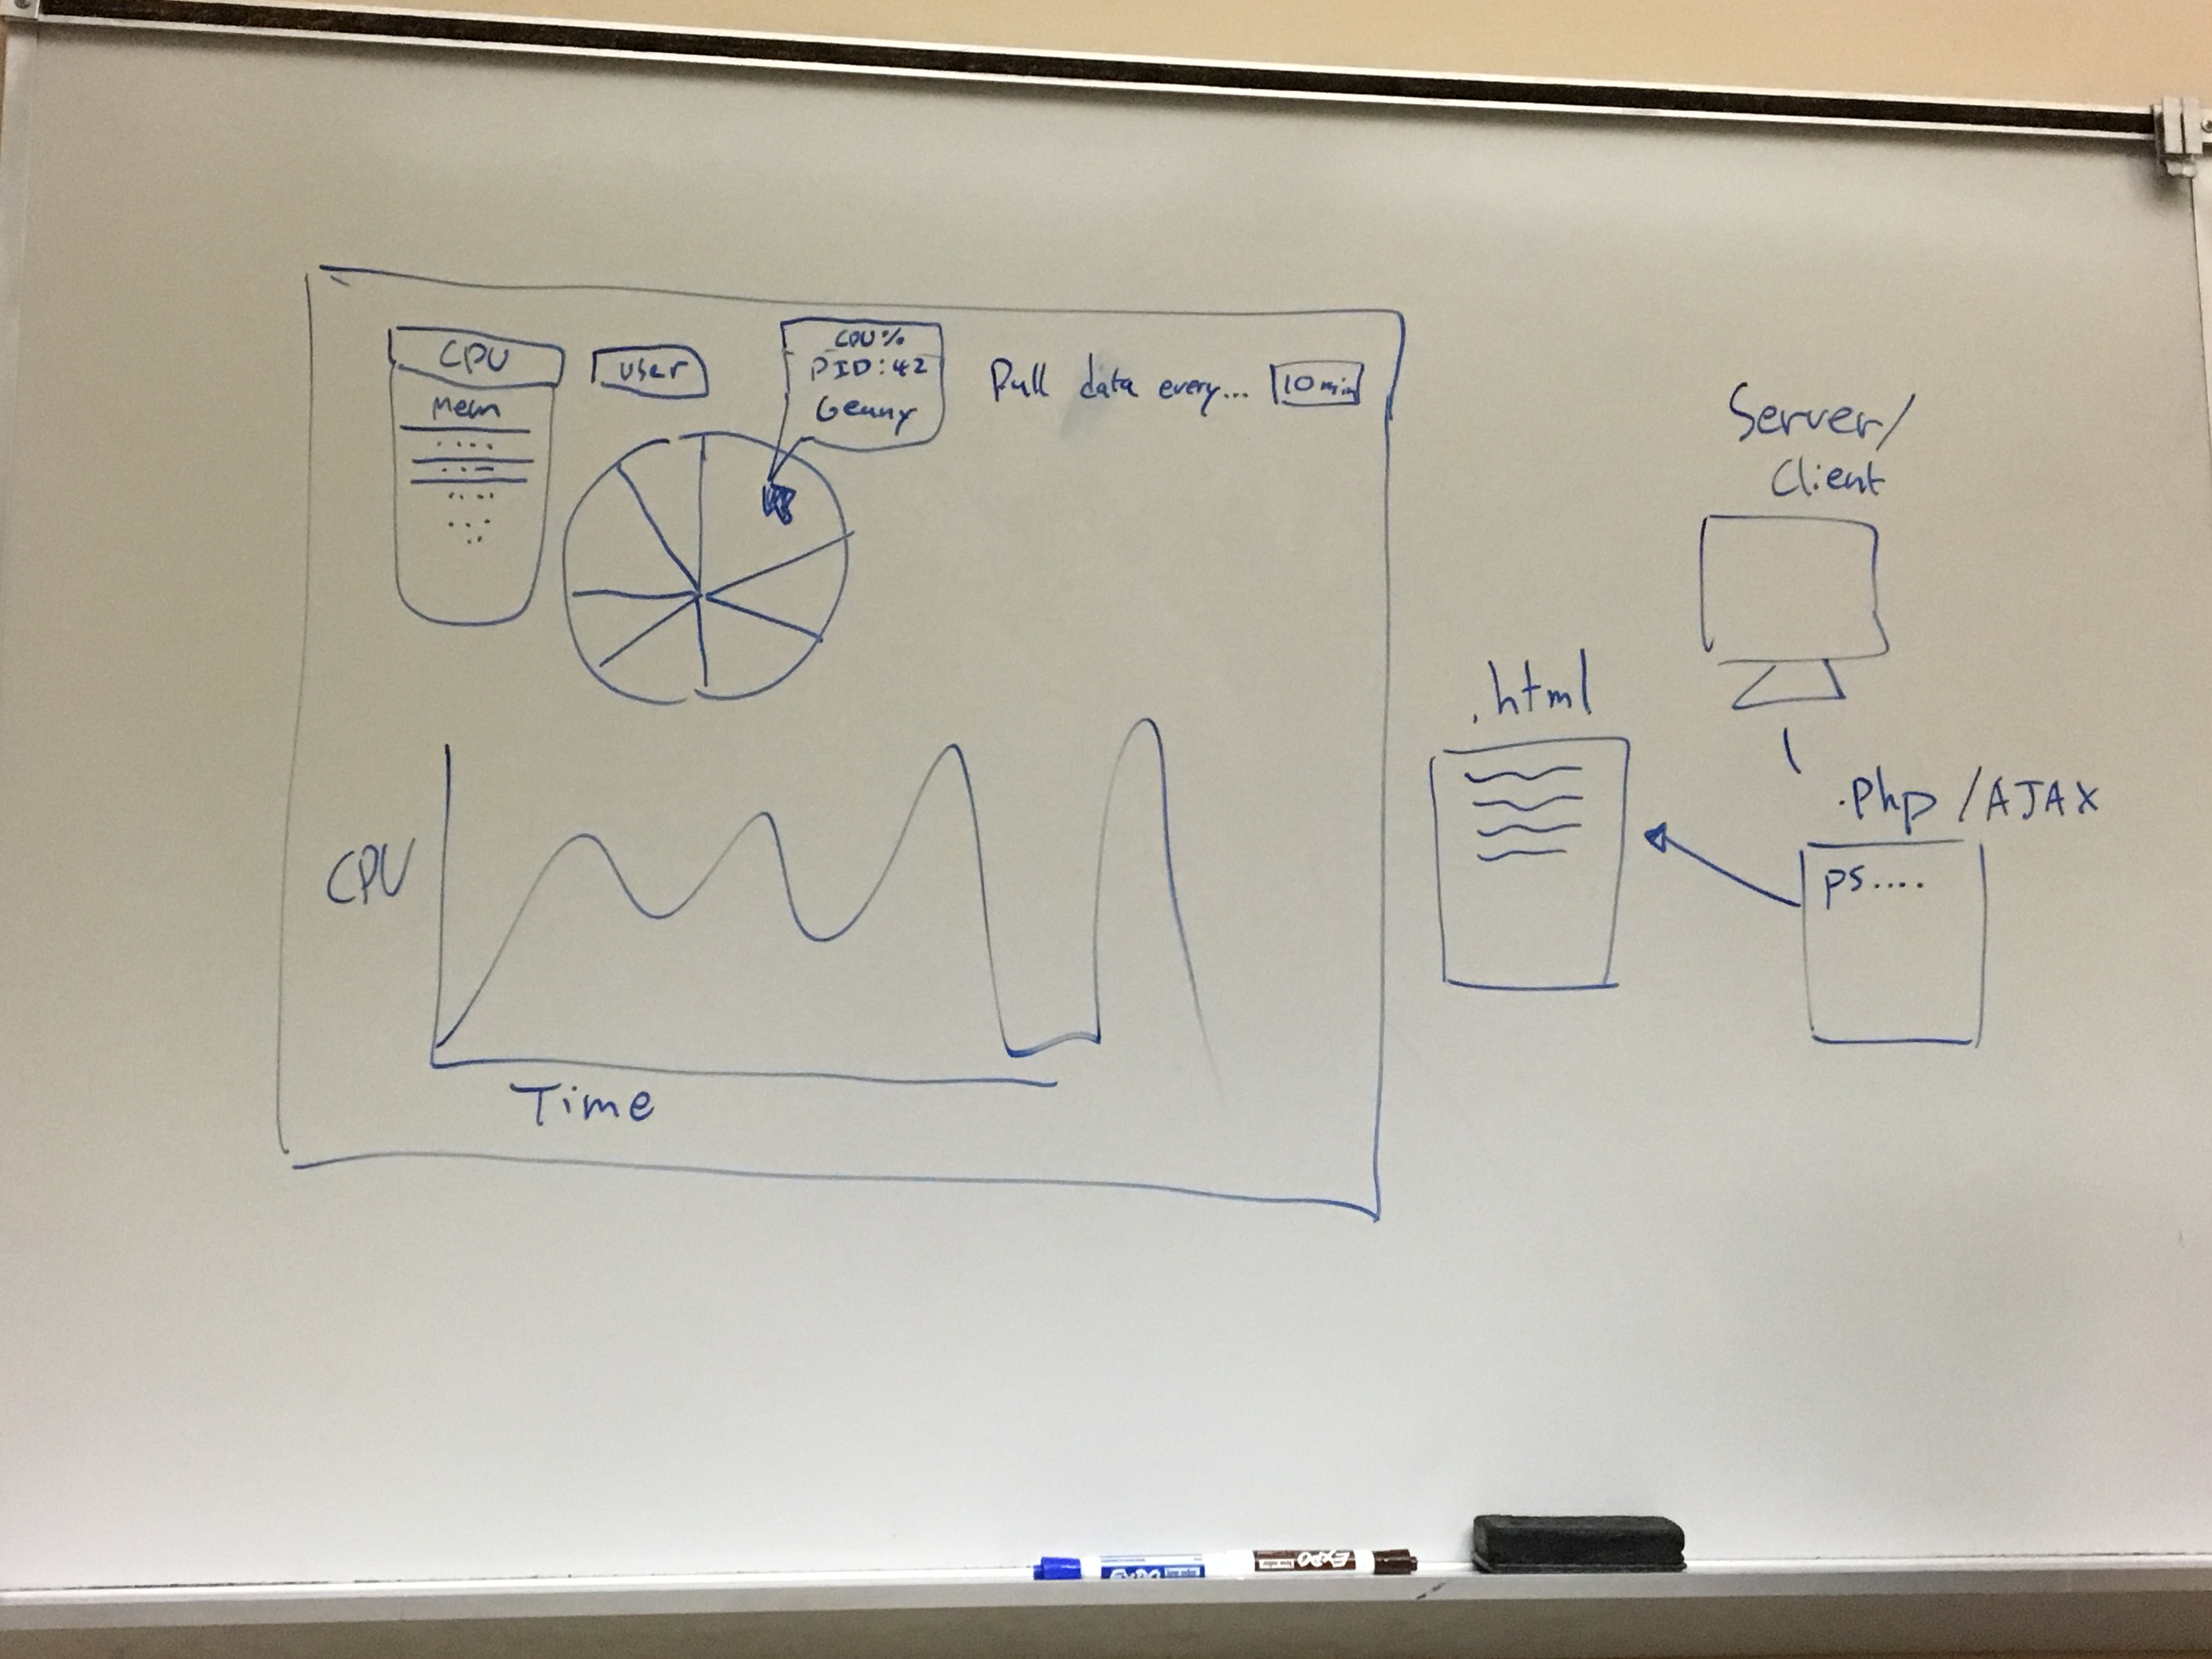 CPU
Mem
user
CPU%
PID:42
Geany
Pull data every...
10 min
CPU
Time
Server/
Client
.html
.Php /AJAX
ps....
EXPO
EXPO